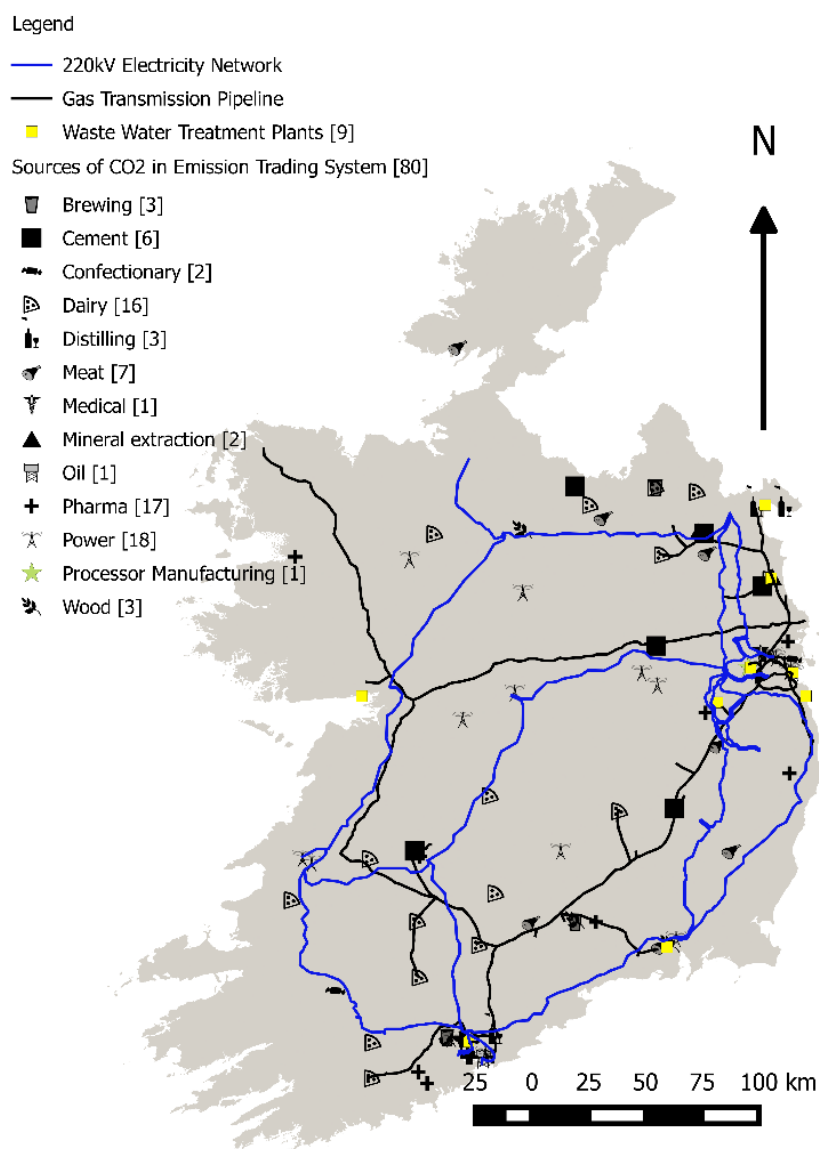 Legend
220kV Electricity Network
Gas Transmission Pipeline
Waste Water Treatment Plants [9]
Sources of CO2 in Emission Trading System [80]
Brewing [3]
Cement [6]
Confectionary [2]
Dairy [16]
Distilling [3]
Meat [7]
Medical [1]
Mineral extraction [2]
Oil [1]
Pharma [17]
Power [18]
Processor Manufacturing [1]
Wood [3]
N
25 0 25 50 75 100 km